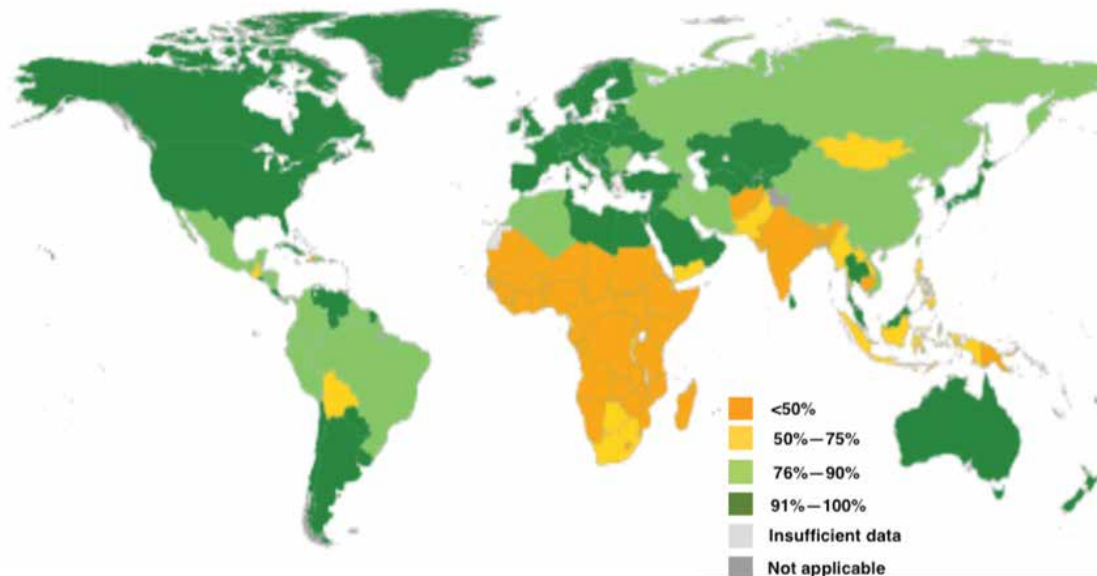 <50%
50%—75%
76%—90%
91%—100%
Insufficient data
Not applicable